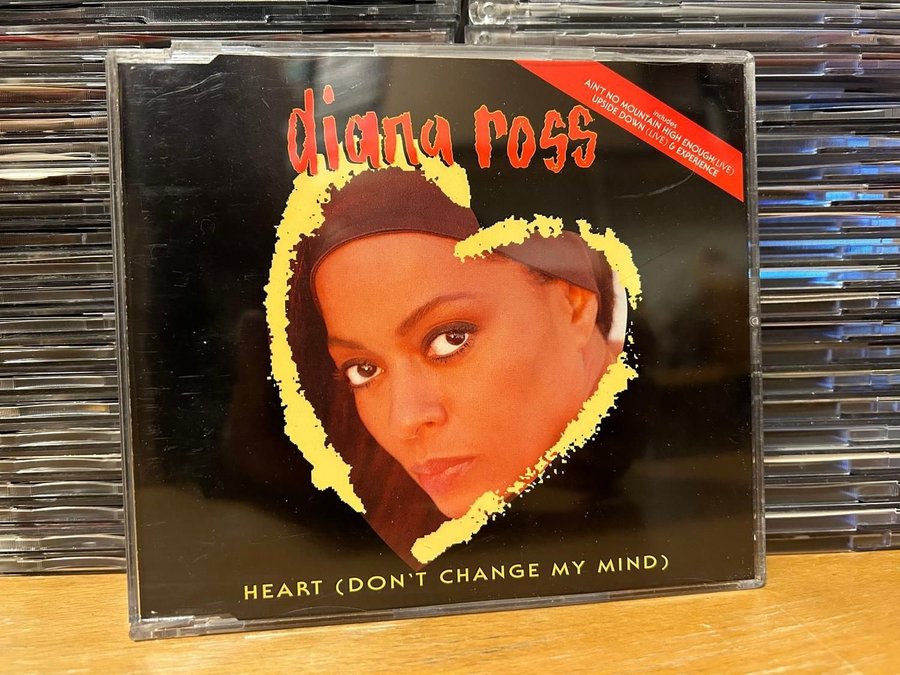 diana ross
includes
AIN'T NO MOUNTAIN HIGH ENOUGH (LIVE)
UPSIDE DOWN (LIVE) & EXPERIENCE
HEART (DON'T CHANGE MY MIND)